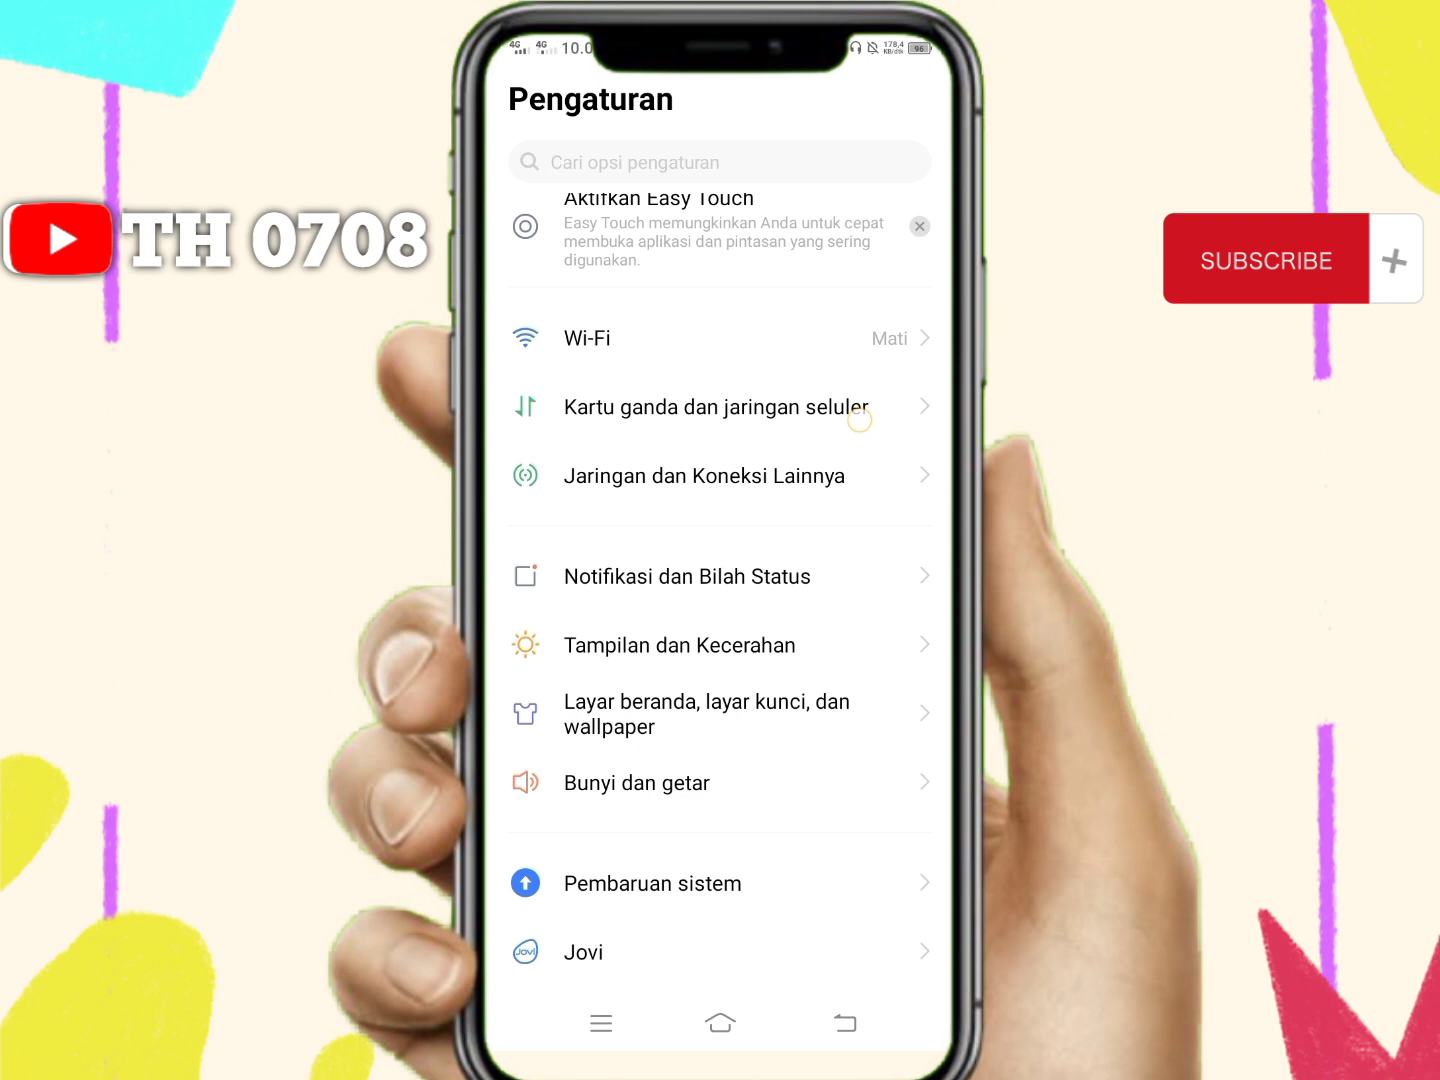 4G 4G 10.0
178,4
KB/dtk
96
Pengaturan
Cari opsi pengaturan
Aktifkan Easy Touch
Easy Touch memungkinkan Anda untuk cepat
membuka aplikasi dan pintasan yang sering
digunakan.
TH 0708
SUBSCRIBE +
Wi-Fi Mati
Kartu ganda dan jaringan seluler
Jaringan dan Koneksi Lainnya
Notifikasi dan Bilah Status
Tampilan dan Kecerahan
Layar beranda, layar kunci, dan
wallpaper
Bunyi dan getar
Pembaruan sistem
Jovi
Jovi